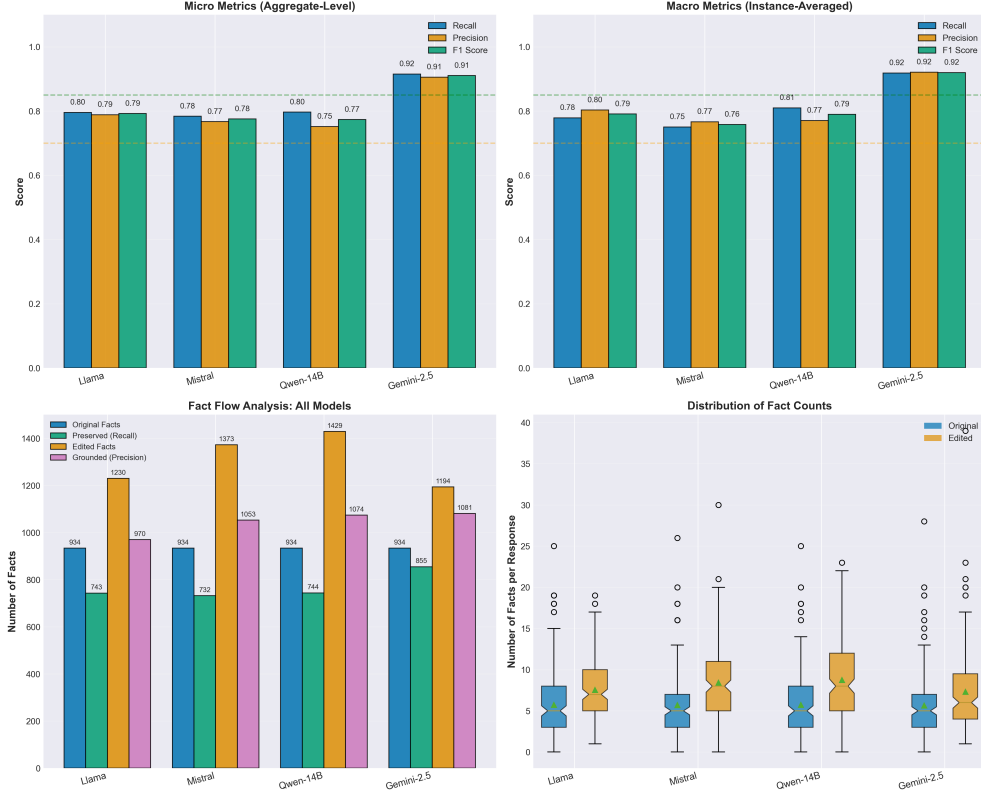 Micro Metrics (Aggregate-Level)
Recall
Precision
F1 Score
1.0
0.8
0.6
0.4
0.2
0.0
Score
0.80 0.79 0.79
0.78 0.77 0.78
0.80 0.75 0.77
0.92 0.91 0.91
Llama Mistral Qwen-14B Gemini-2.5
Macro Metrics (Instance-Averaged)
Recall
Precision
F1 Score
1.0
0.8
0.6
0.4
0.2
0.0
Score
0.78 0.80 0.79
0.75 0.77 0.76
0.81 0.77 0.79
0.92 0.92 0.92
Llama Mistral Qwen-14B Gemini-2.5
Fact Flow Analysis: All Models
Original Facts
Preserved (Recall)
Edited Facts
Grounded (Precision)
1400
1200
1000
800
600
400
200
0
Number of Facts
934 743 1230 970
934 732 1373 1053
934 744 1429 1074
934 855 1194 1081
Llama Mistral Qwen-14B Gemini-2.5
Distribution of Fact Counts
Original
Edited
40
35
30
25
20
15
10
5
0
Number of Facts per Response
Llama Mistral Qwen-14B Gemini-2.5